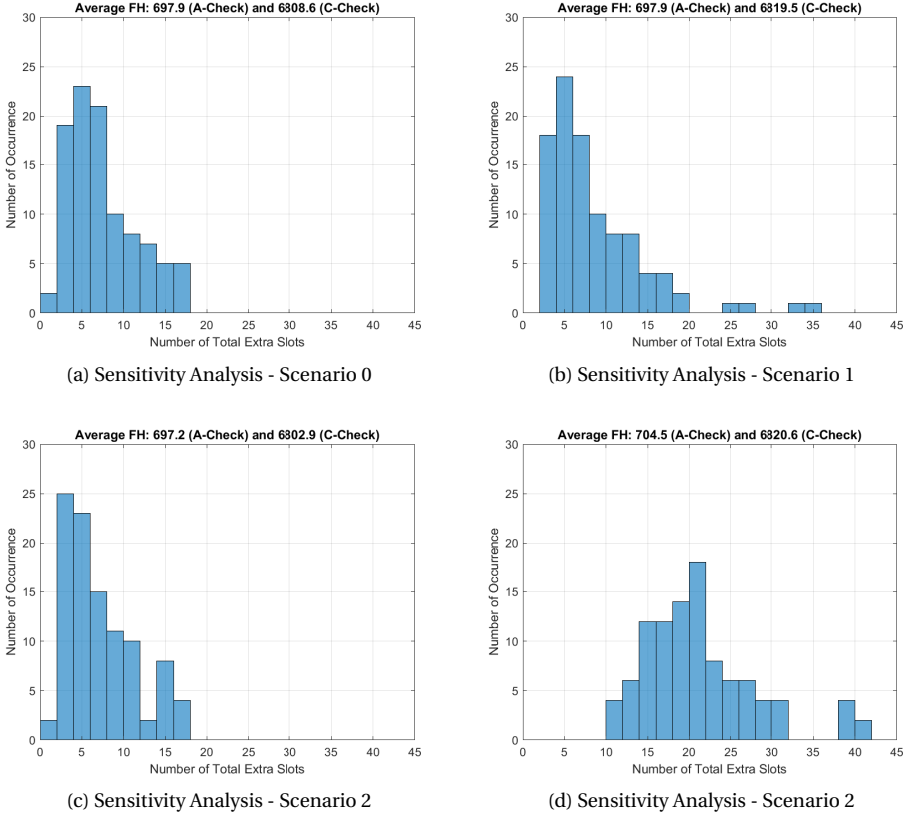 Average FH: 697.9 (A-Check) and 6808.6 (C-Check)
30
25
20
15
10
5
0
Number of Occurrence
0 5 10 15 20 25 30 35 40 45
Number of Total Extra Slots
(a) Sensitivity Analysis - Scenario 0
Average FH: 697.9 (A-Check) and 6819.5 (C-Check)
30
25
20
15
10
5
0
Number of Occurrence
0 5 10 15 20 25 30 35 40 45
Number of Total Extra Slots
(b) Sensitivity Analysis - Scenario 1
Average FH: 697.2 (A-Check) and 6802.9 (C-Check)
30
25
20
15
10
5
0
Number of Occurrence
0 5 10 15 20 25 30 35 40 45
Number of Total Extra Slots
(c) Sensitivity Analysis - Scenario 2
Average FH: 704.5 (A-Check) and 6820.6 (C-Check)
30
25
20
15
10
5
0
Number of Occurrence
0 5 10 15 20 25 30 35 40 45
Number of Total Extra Slots
(d) Sensitivity Analysis - Scenario 2